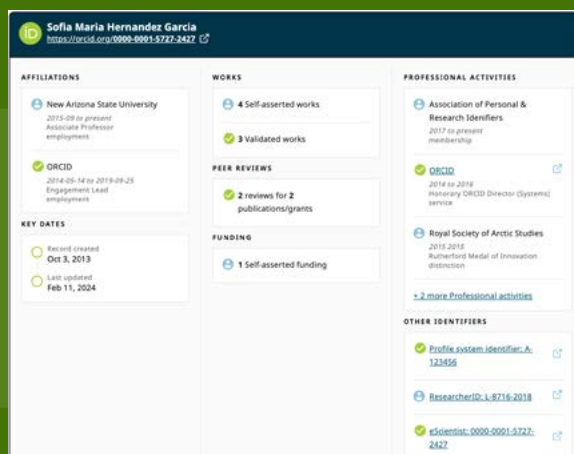 iD
Sofia Maria Hernandez Garcia
https://orcid.org/0000-0001-5727-2427
AFFILIATIONS
New Arizona State University
2015-09 to present
Associate Professor
employment
ORCID
2014-05-14 to 2019-09-25
Engagement Lead
employment
KEY DATES
Record created
Oct 3, 2013
Last updated
Feb 11, 2024
WORKS
4 Self-asserted works
3 Validated works
PEER REVIEWS
2 reviews for 2
publications/grants
FUNDING
1 Self-asserted funding
PROFESSIONAL ACTIVITIES
Association of Personal &
Research Idenifiers
2017 to present
membership
ORCID
2014 to 2016
Honorary ORCID Director (Systems)
service
Royal Society of Arctic Studies
2015 2015
Rutherford Medal of Innovation
distinction
+ 2 more Professional activities
OTHER IDENTIFIERS
Profile system identifier: A-
123456
ResearcherID: L-8716-2018
eScientist: 0000-0001-5727-
2427